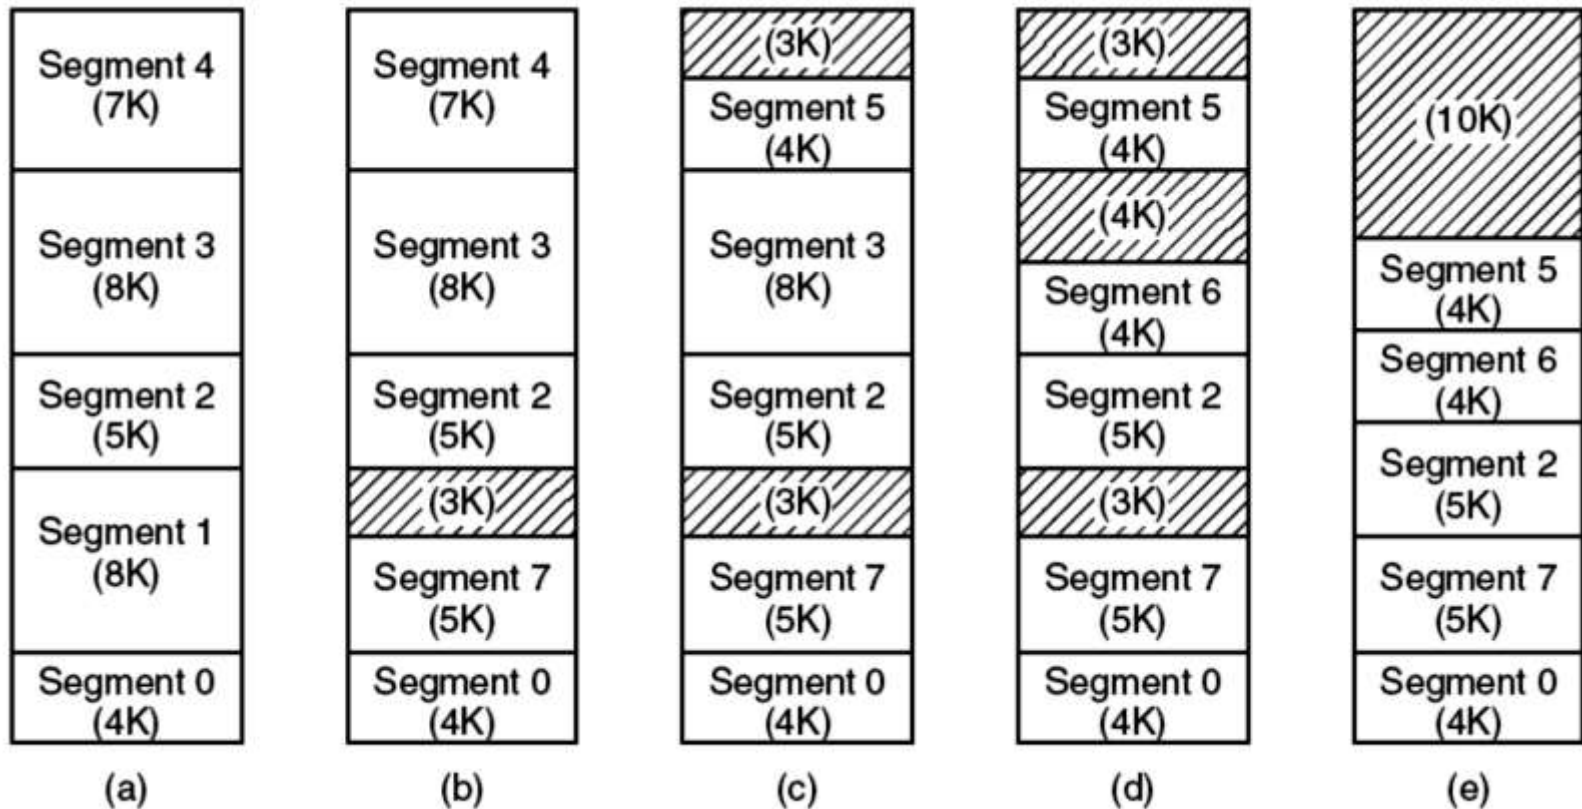 Segment 4
(7K)
Segment 3
(8K)
Segment 2
(5K)
Segment 1
(8K)
Segment 0
(4K)
(a)
Segment 4
(7K)
Segment 3
(8K)
Segment 2
(5K)
(3K)
Segment 7
(5K)
Segment 0
(4K)
(b)
(3K)
Segment 5
(4K)
Segment 3
(8K)
Segment 2
(5K)
(3K)
Segment 7
(5K)
Segment 0
(4K)
(c)
(3K)
Segment 5
(4K)
(4K)
Segment 6
(4K)
Segment 2
(5K)
(3K)
Segment 7
(5K)
Segment 0
(4K)
(d)
(10K)
Segment 5
(4K)
Segment 6
(4K)
Segment 2
(5K)
Segment 7
(5K)
Segment 0
(4K)
(e)